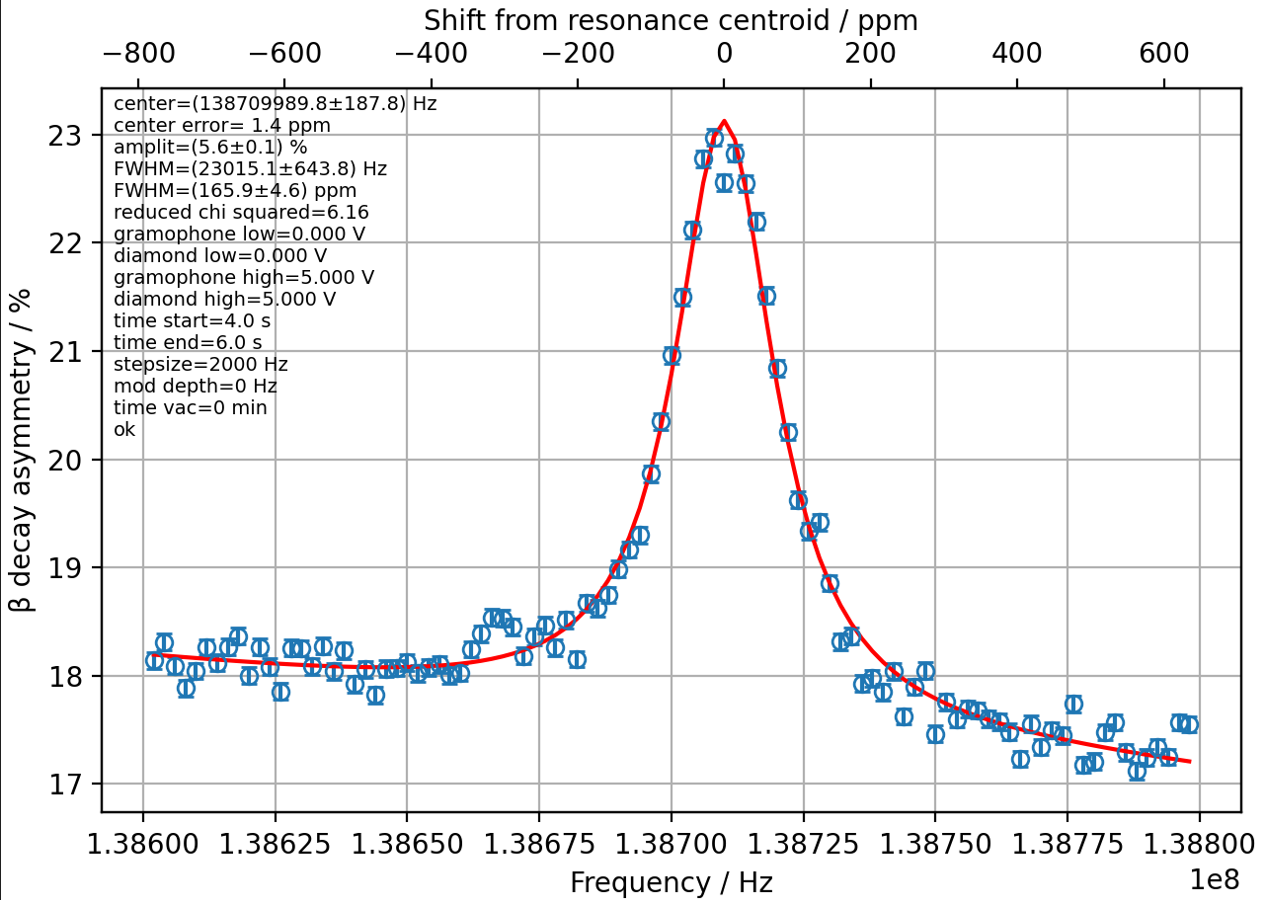 Shift from resonance centroid / ppm
−800 −600 −400 −200 0 200 400 600
center=(138709989.8±187.8) Hz
center error= 1.4 ppm
amplit=(5.6±0.1) %
FWHM=(23015.1±643.8) Hz
FWHM=(165.9±4.6) ppm
reduced chi squared=6.16
gramophone low=0.000 V
diamond low=0.000 V
gramophone high=5.000 V
diamond high=5.000 V
time start=4.0 s
time end=6.0 s
stepsize=2000 Hz
mod depth=0 Hz
time vac=0 min
ok
β decay asymmetry / %
23
22
21
20
19
18
17
1.38600 1.38625 1.38650 1.38675 1.38700 1.38725 1.38750 1.38775 1.38800
1e8
Frequency / Hz